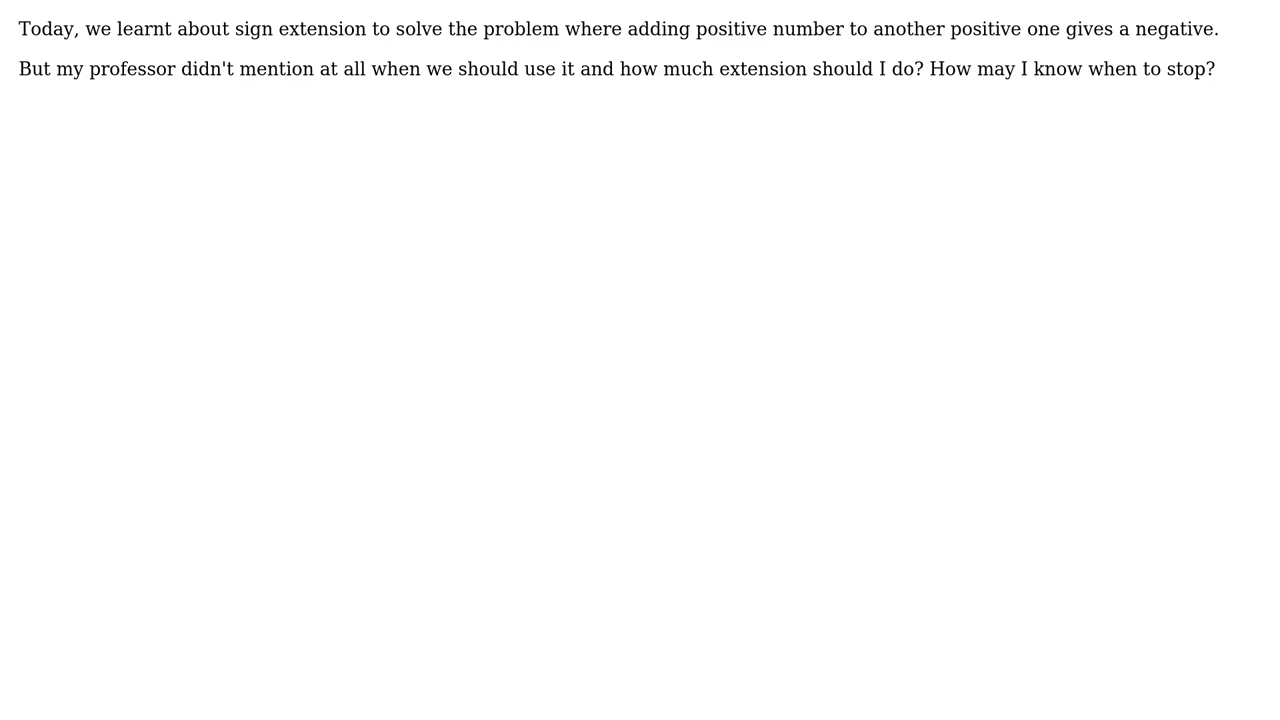 Today, we learnt about sign extension to solve the problem where adding positive number to another positive one gives a negative.
But my professor didn't mention at all when we should use it and how much extension should I do? How may I know when to stop?